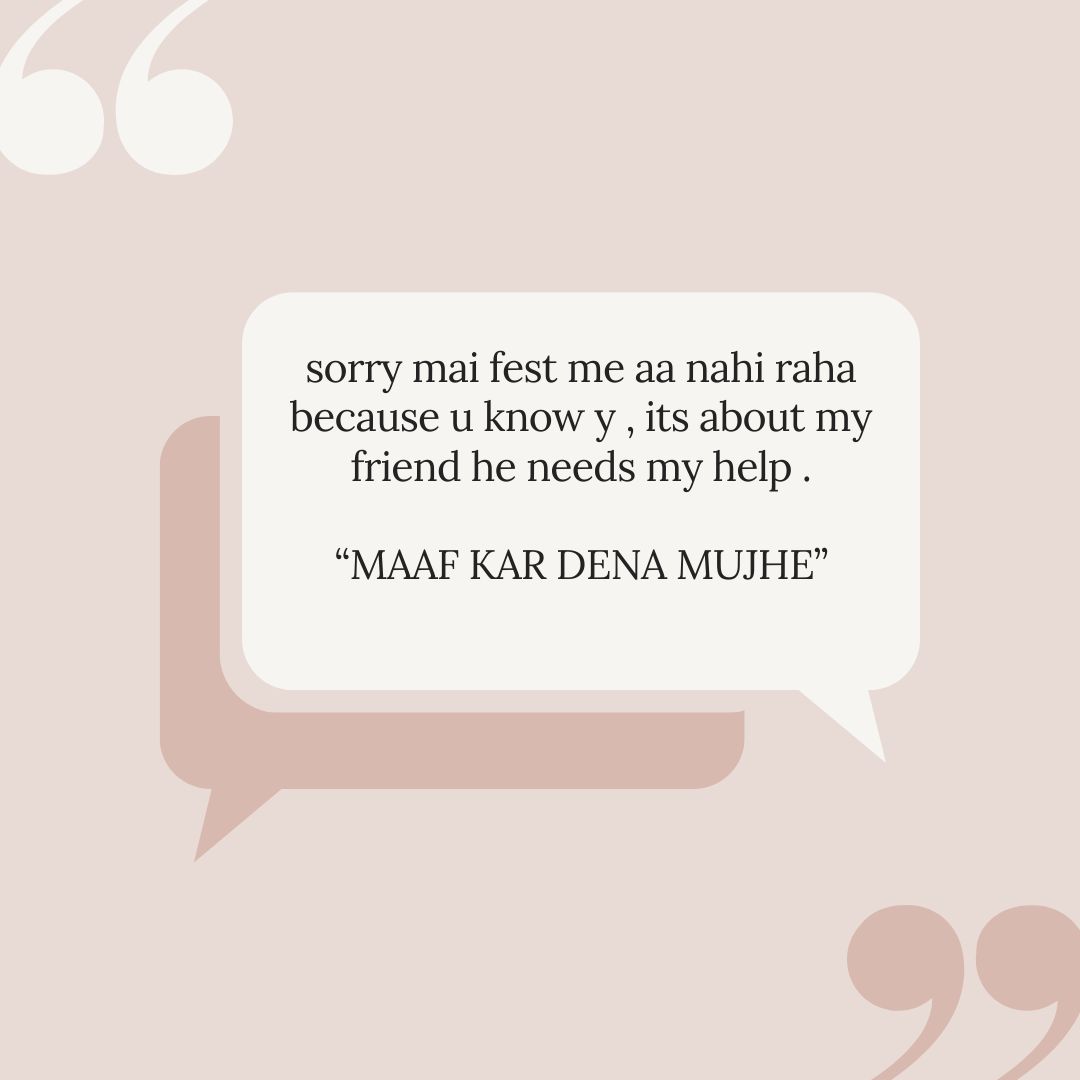 sorry mai fest me aa nahi raha
because u know y , its about my
friend he needs my help .
“MAAF KAR DENA MUJHE”